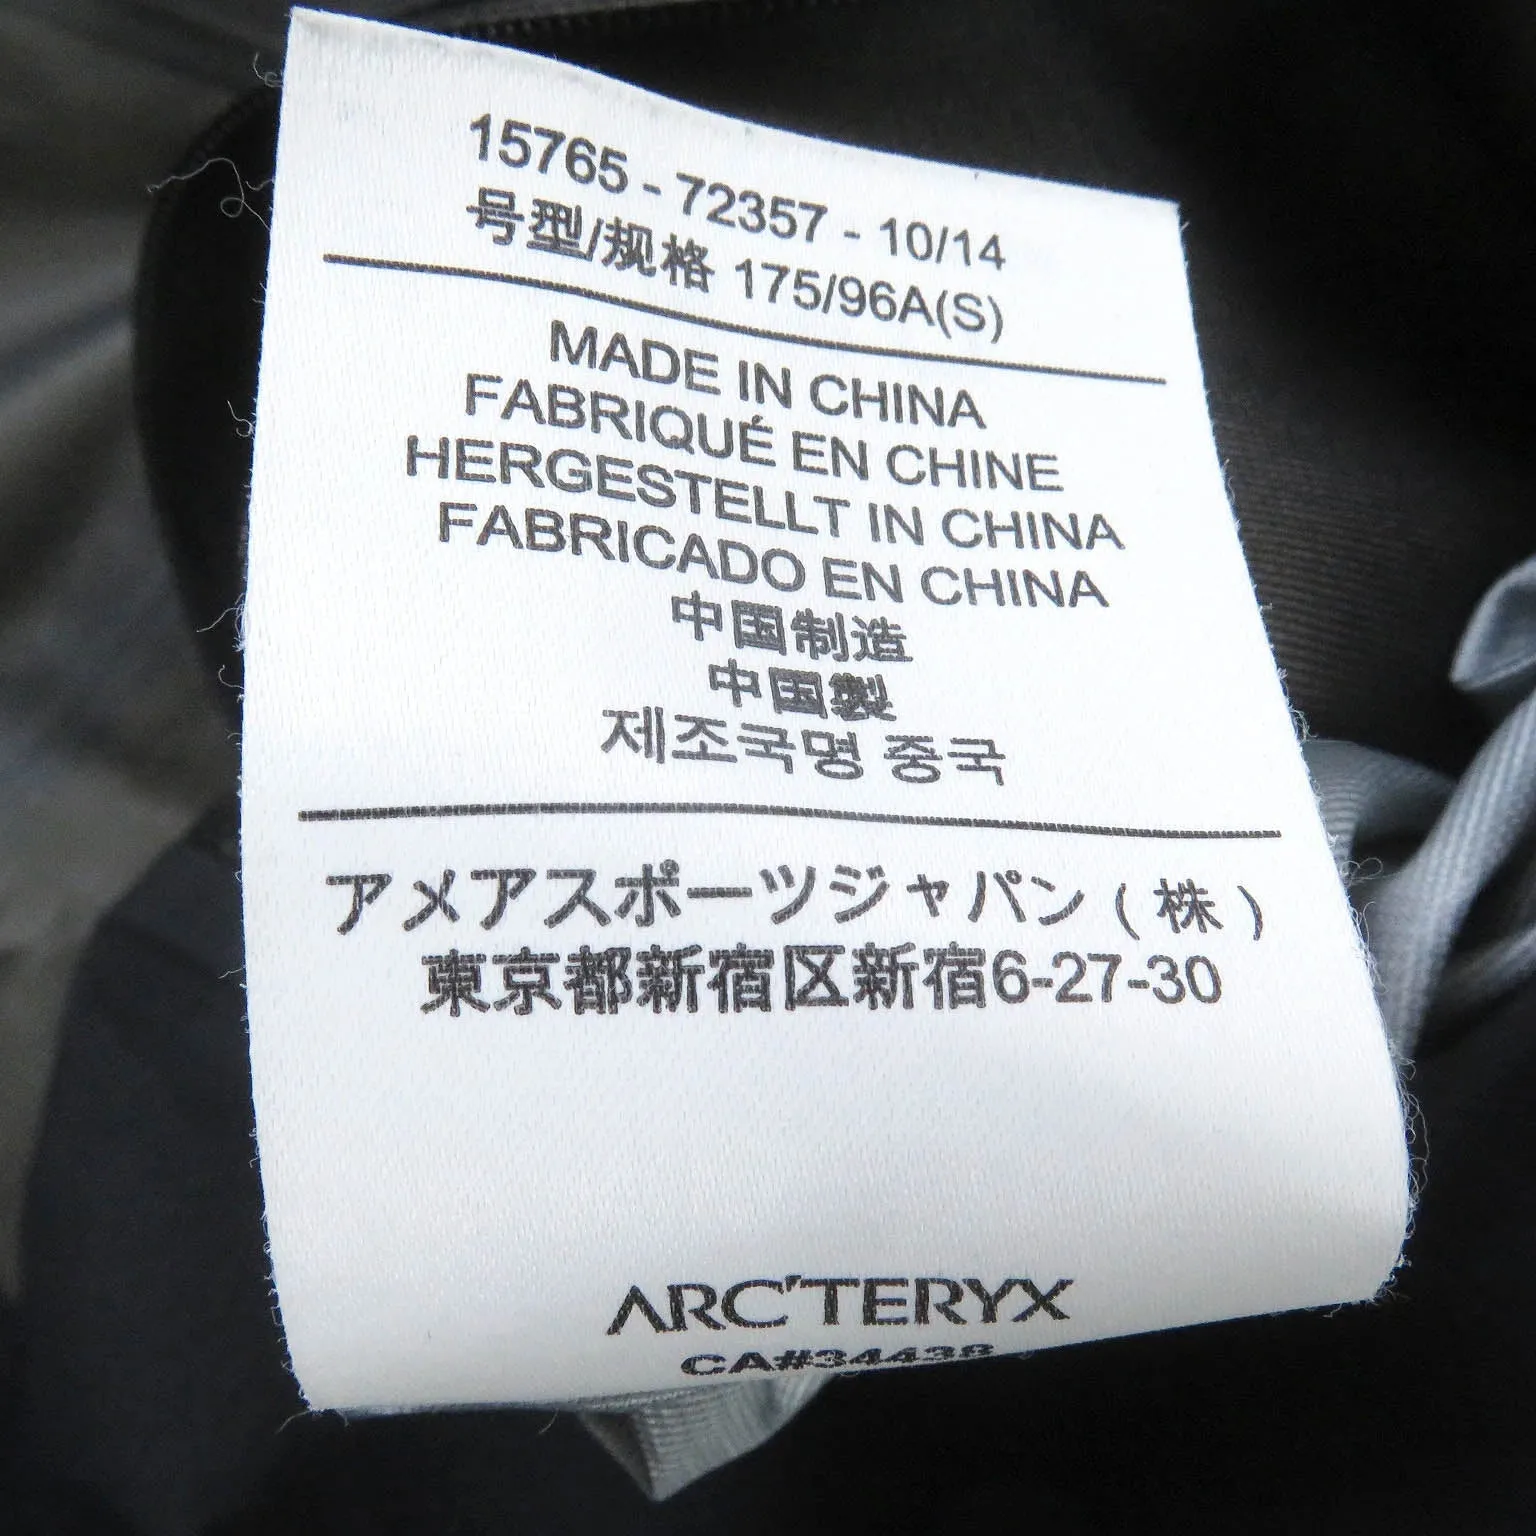 15765 - 72357 - 10/14
号型/规格 175/96A(S)
MADE IN CHINA
FABRIQUÉ EN CHINE
HERGESTELLT IN CHINA
FABRICADO EN CHINA
中国制造
中国製
제조국명 중국
アメアスポーツジャパン(株)
東京都新宿区新宿6-27-30
ARC'TERYX
CA#34438